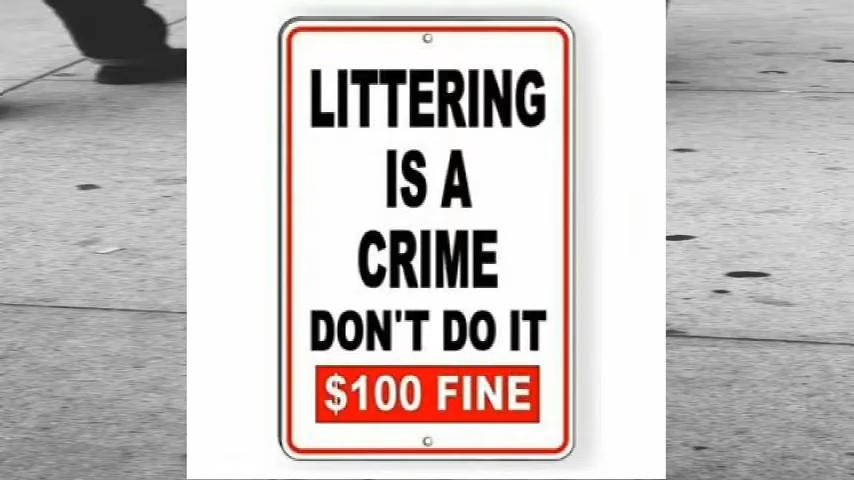 LITTERING
IS A
CRIME
DON'T DO IT
$100 FINE